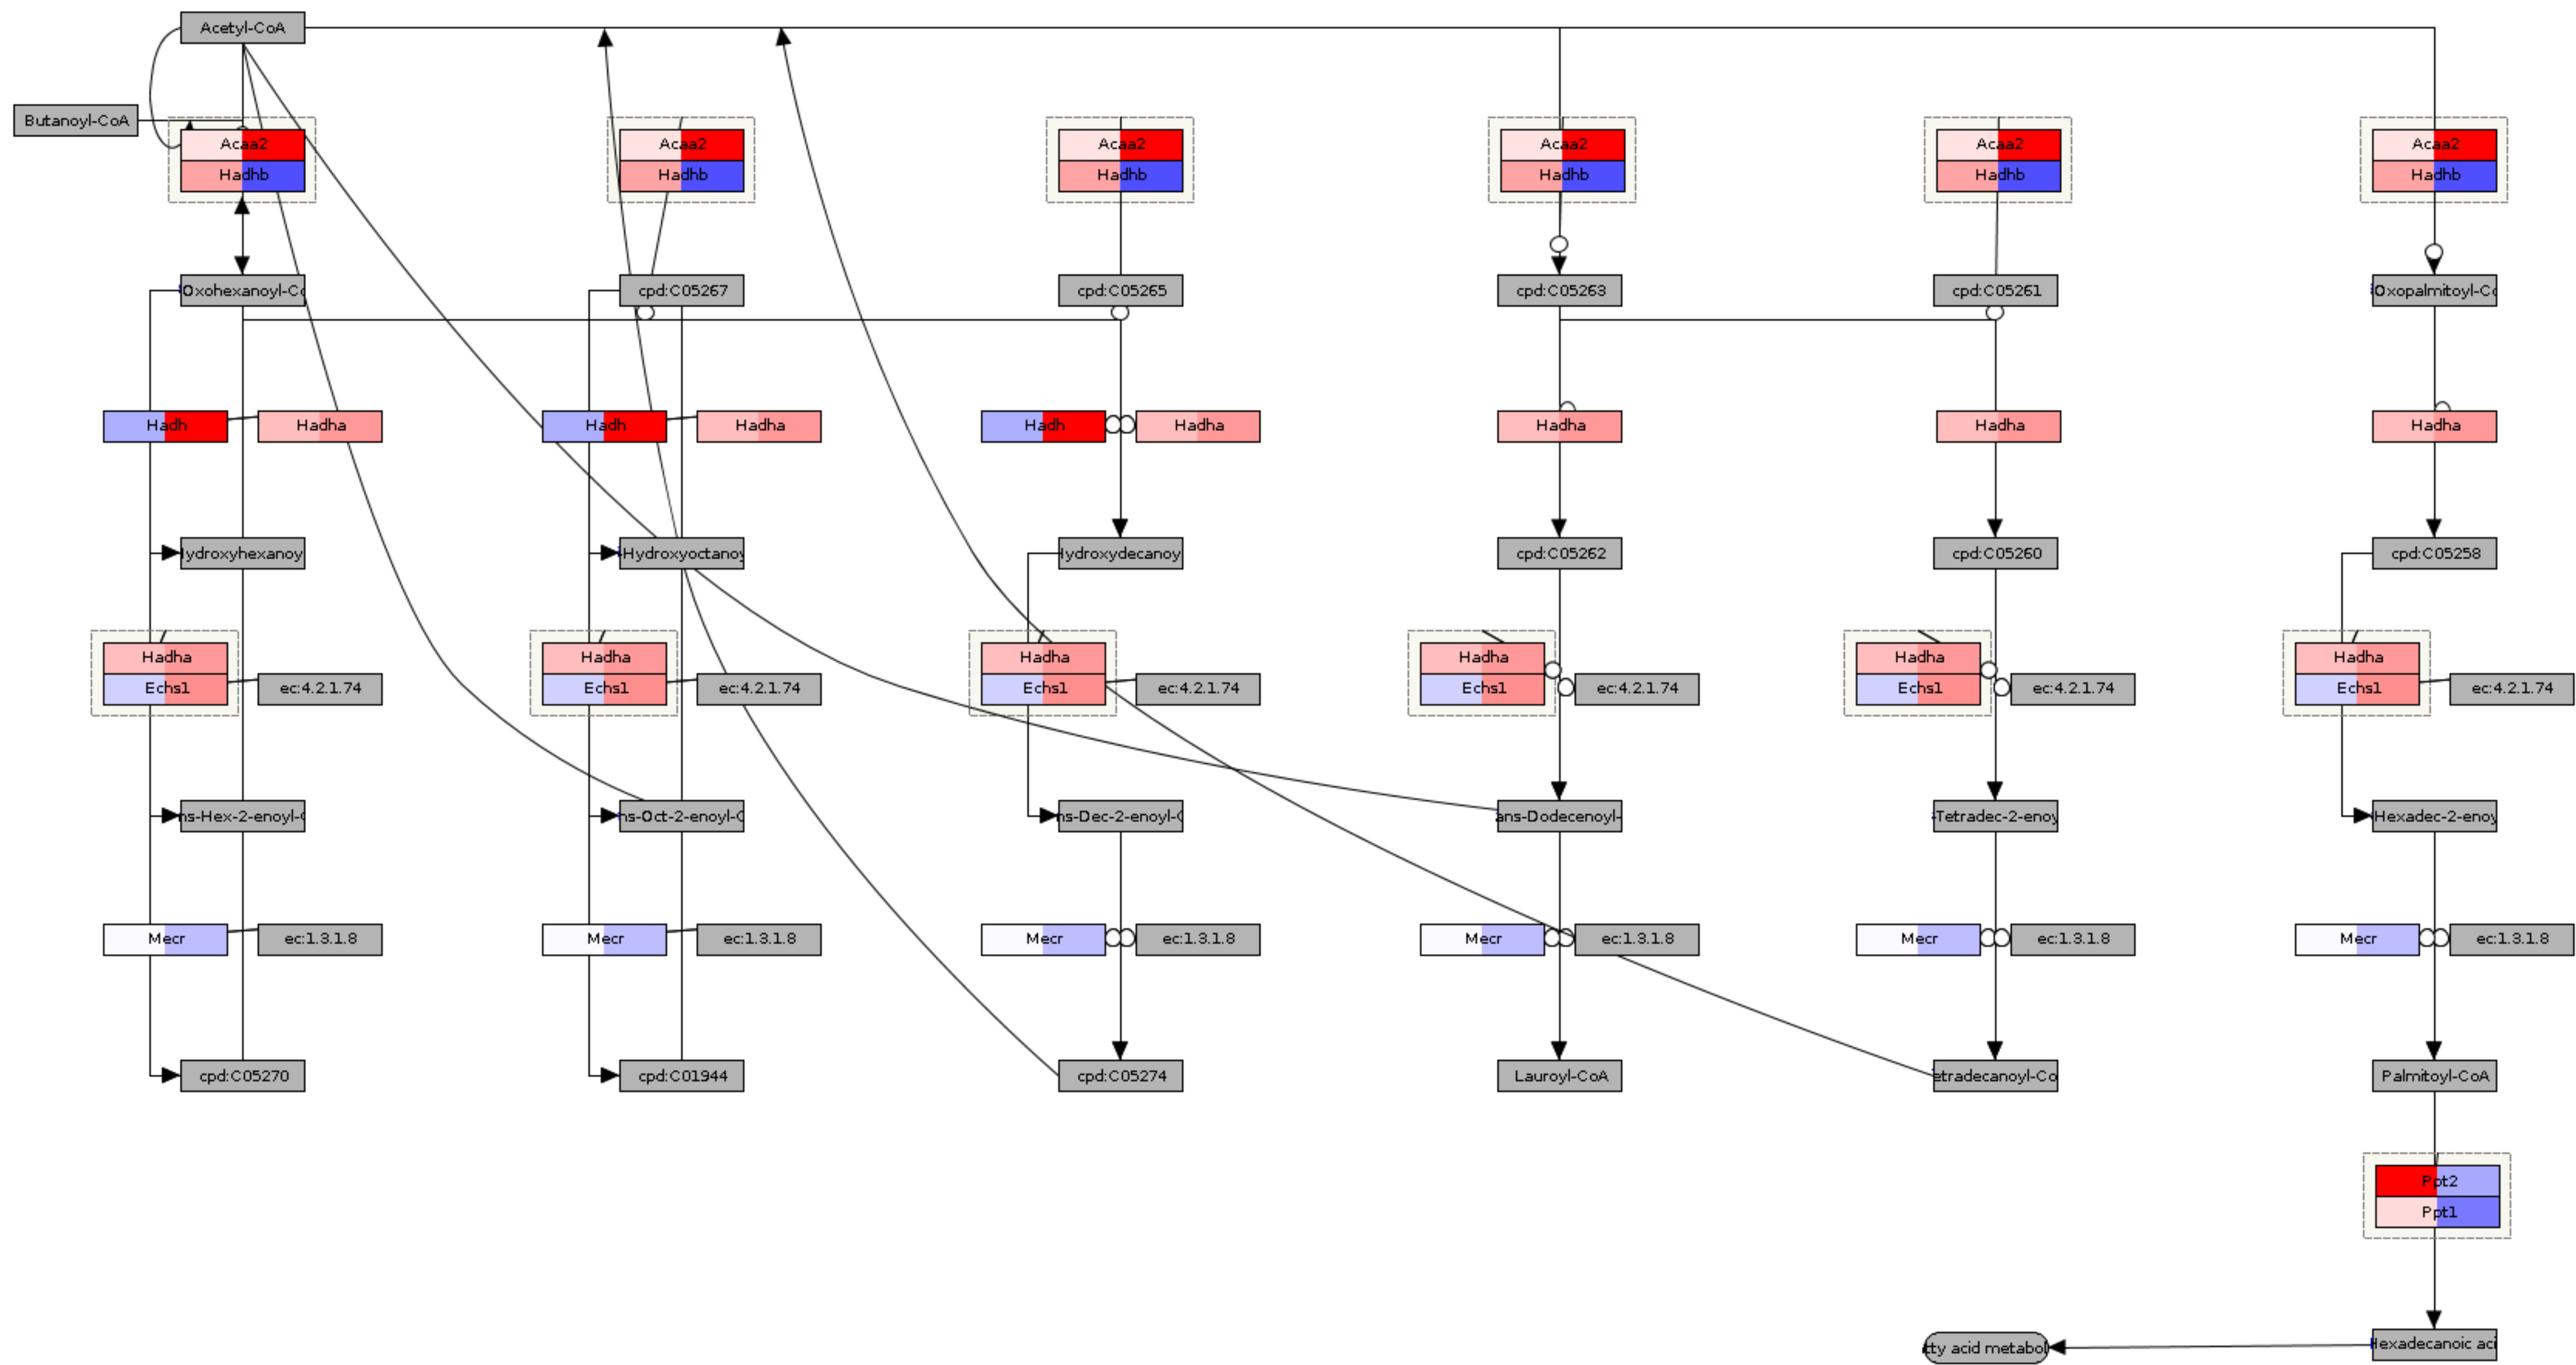 Acetyl-CoA
Butanoyl-CoA
Acaa2 Acaa2 Acaa2 Acaa2 Acaa2 Acaa2
Hadhb Hadhb Hadhb Hadhb Hadhb Hadhb
Oxohexanoyl-Co cpd:C05267 cpd:C05265 cpd:C05263 cpd:C05261 Oxopalmitoyl-Co
Hadh Hadha Hadh Hadha Hadh Hadha Hadha Hadha Hadha
ydroxyhexanoy -Hydroxyoctanoy ydroxydecanoy cpd:C05262 cpd:C05260 cpd:C05258
Hadha Hadha Hadha Hadha Hadha Hadha
Echs1 ec:4.2.1.74 Echs1 ec:4.2.1.74 Echs1 ec:4.2.1.74 Echs1 ec:4.2.1.74 Echs1 ec:4.2.1.74 Echs1 ec:4.2.1.74
ns-Hex-2-enoyl-C ns-Oct-2-enoyl-C ns-Dec-2-enoyl-C ans-Dodecenoyl- -Tetradec-2-enoy Hexadec-2-enoy
Mecr ec:1.3.1.8 Mecr ec:1.3.1.8 Mecr ec:1.3.1.8 Mecr ec:1.3.1.8 Mecr ec:1.3.1.8 Mecr ec:1.3.1.8
cpd:C05270 cpd:C01944 cpd:C05274 Lauroyl-CoA etradecanoyl-Co Palmitoyl-CoA
Ppt2
Ppt1
tty acid metabol Hexadecanoic aci